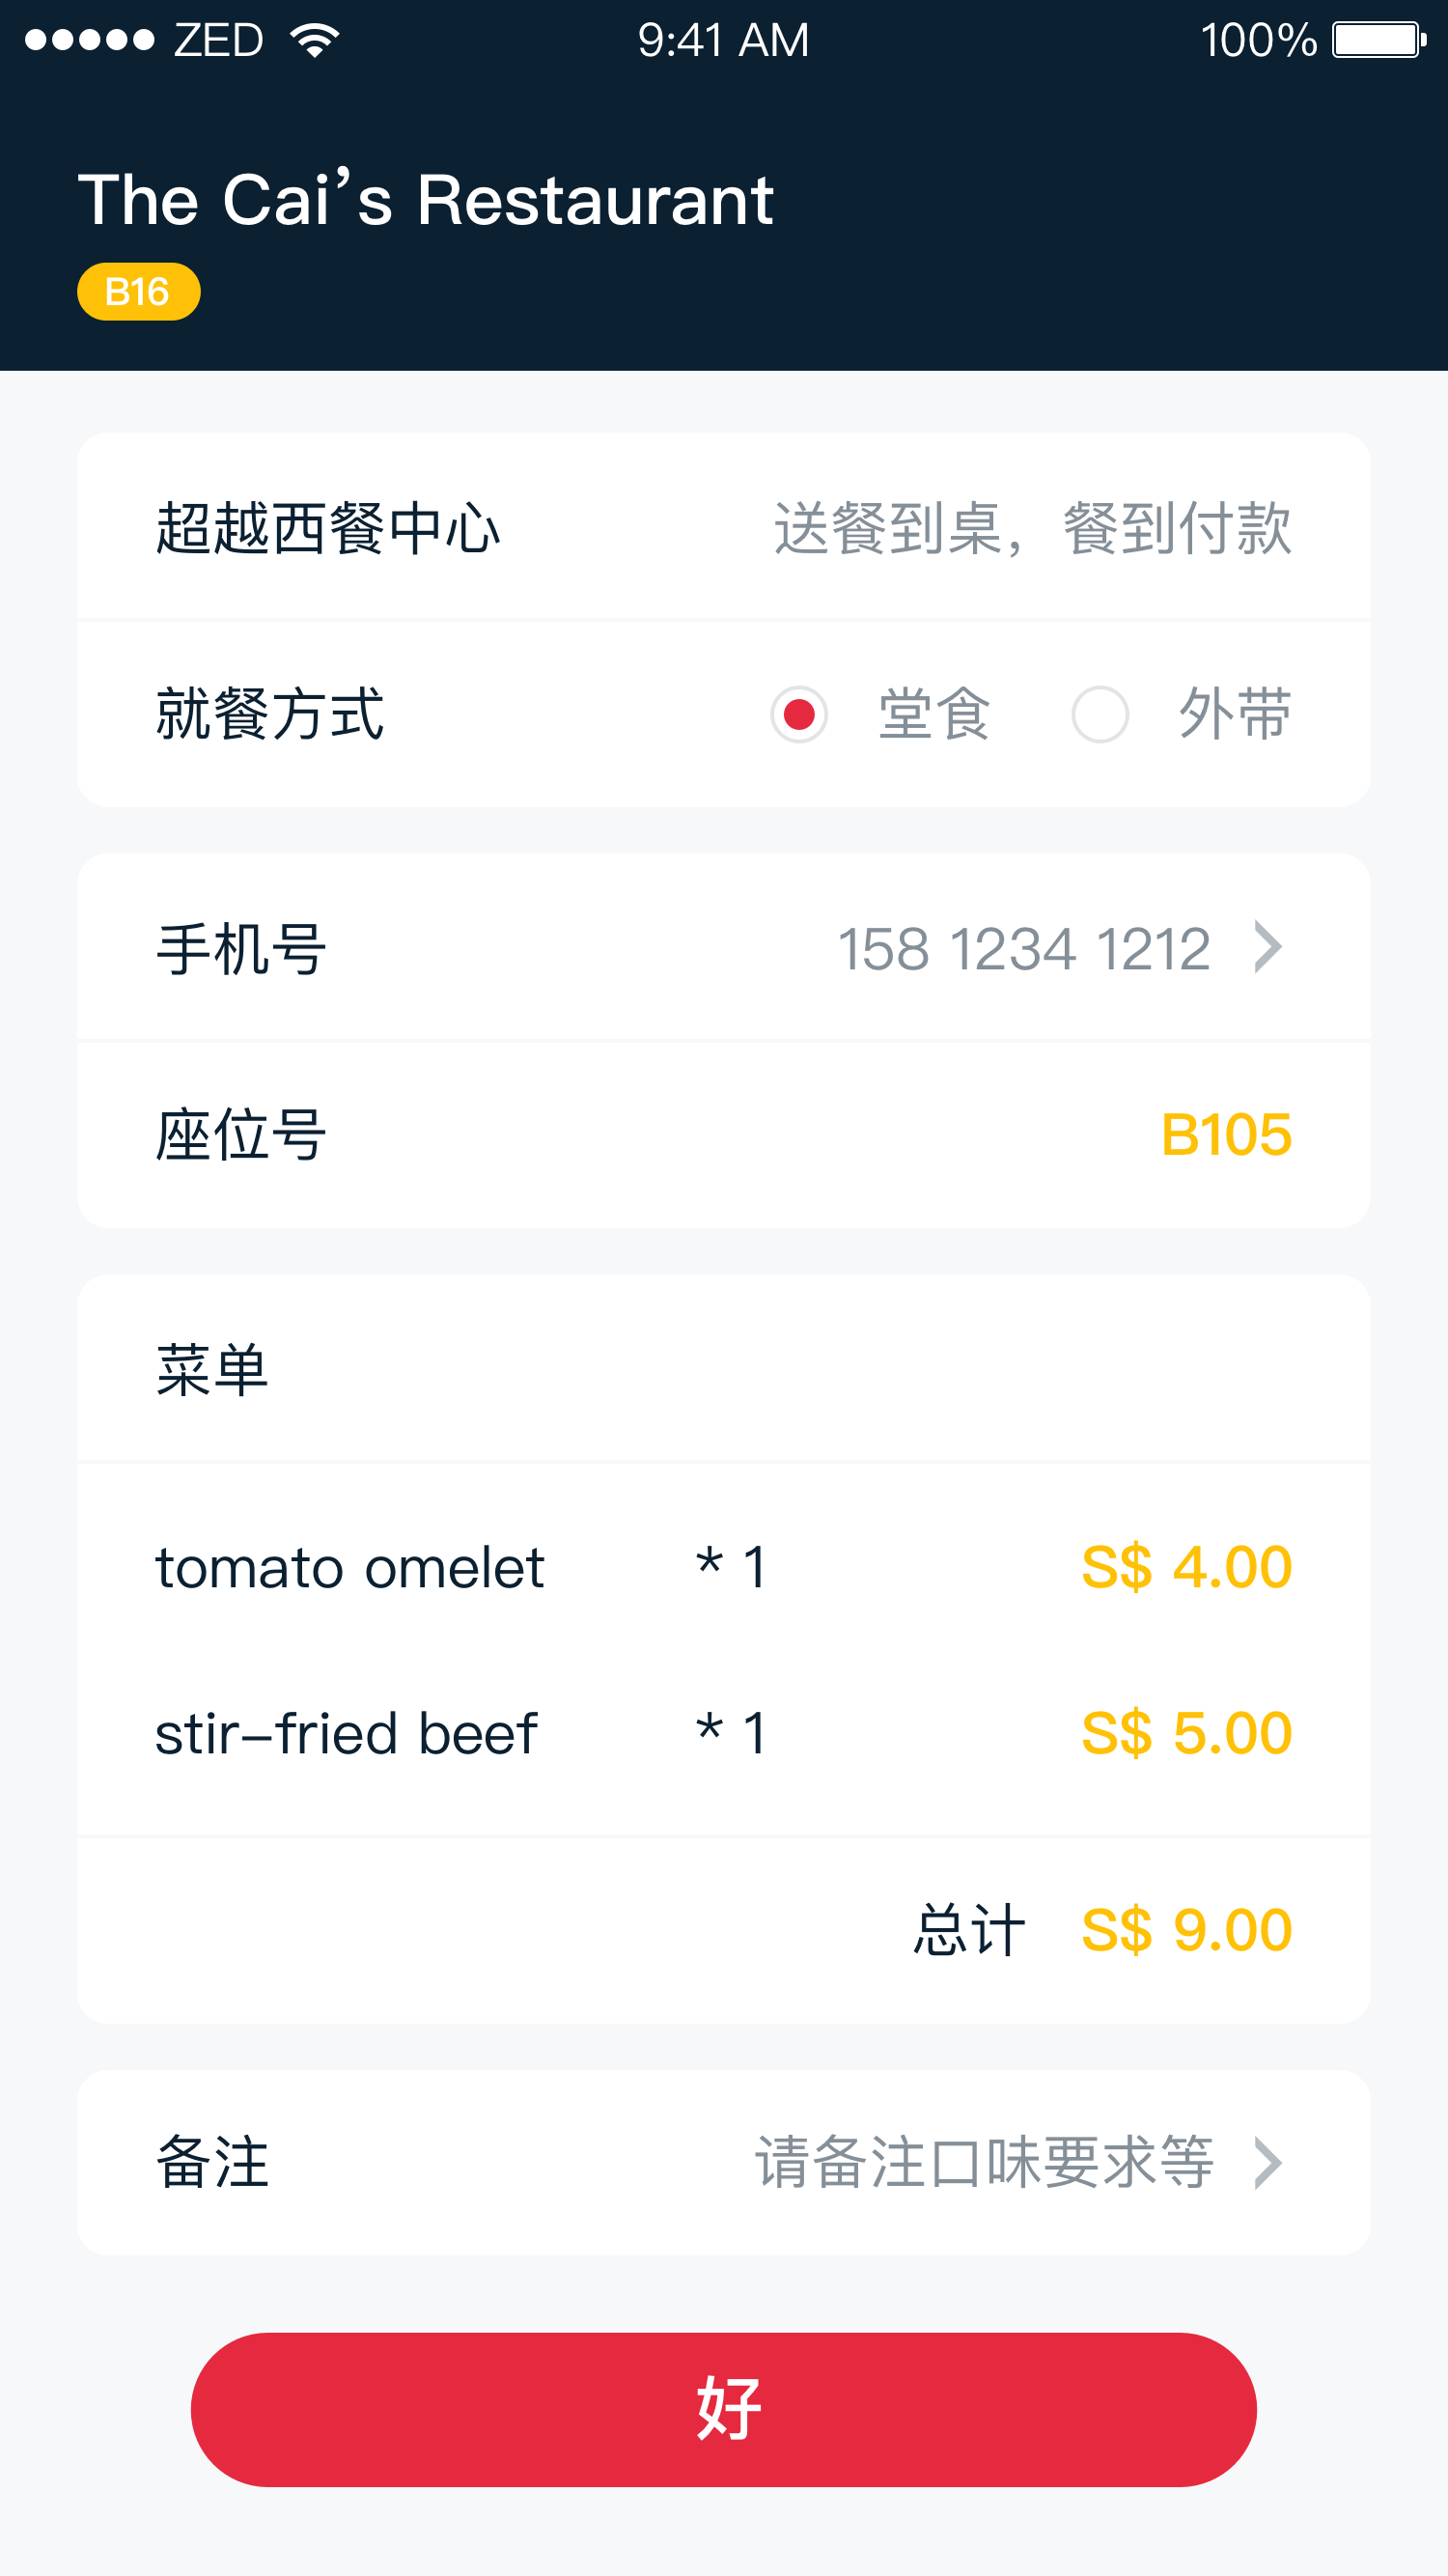 ZED 9:41 AM 100%
The Cai’s Restaurant
B16
超越西餐中心 送餐到桌，餐到付款
就餐方式 堂食 外带
手机号 158 1234 1212
座位号 B105
菜单
tomato omelet * 1 S$ 4.00
stir-fried beef * 1 S$ 5.00
总计 S$ 9.00
备注 请备注口味要求等
好